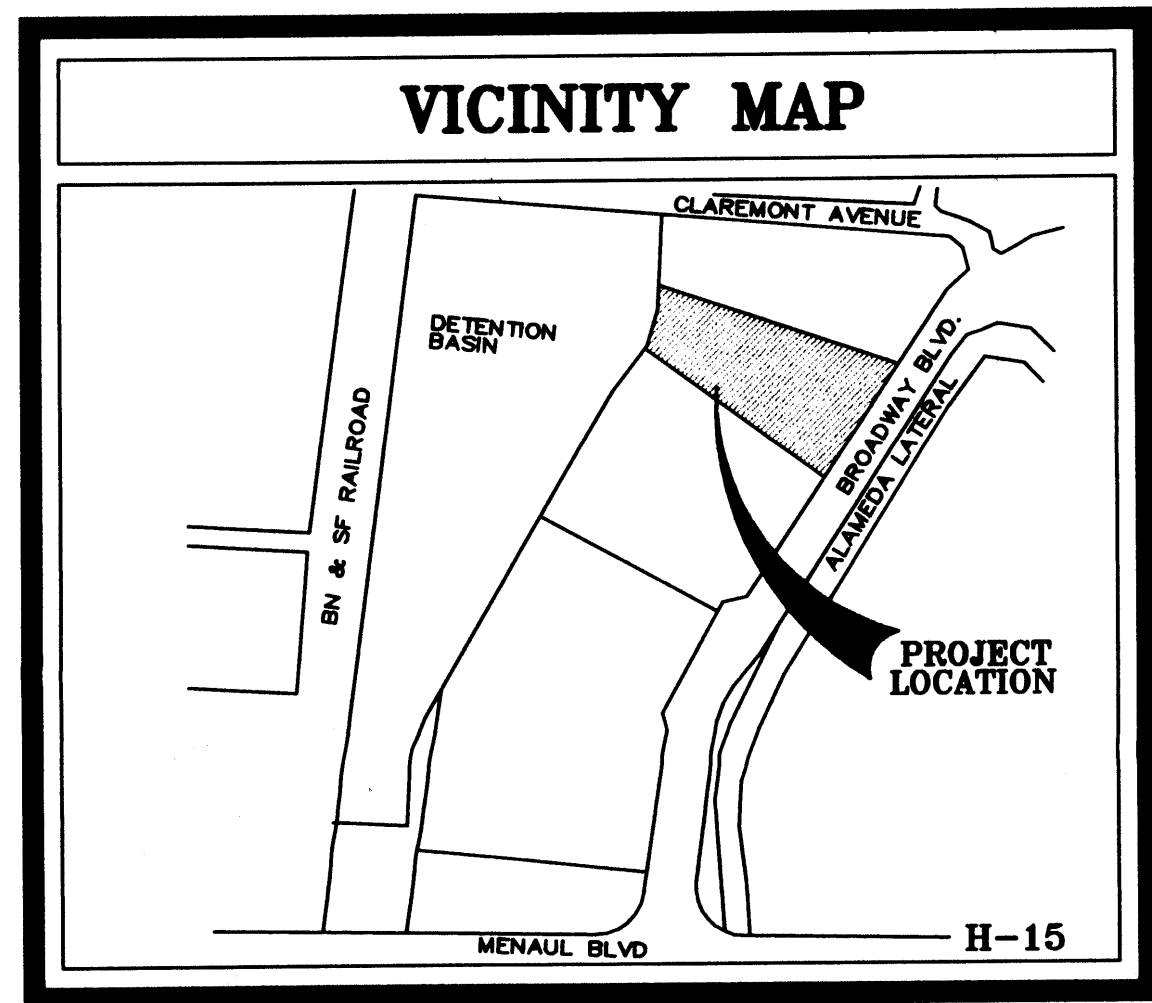 VICINITY MAP
CLAREMONT AVENUE
DETENTION
BASIN
BROADWAY BLVD.
ALAMEDA LATERAL
BN & SF RAILROAD
PROJECT
LOCATION
MENAUL BLVD
H-15